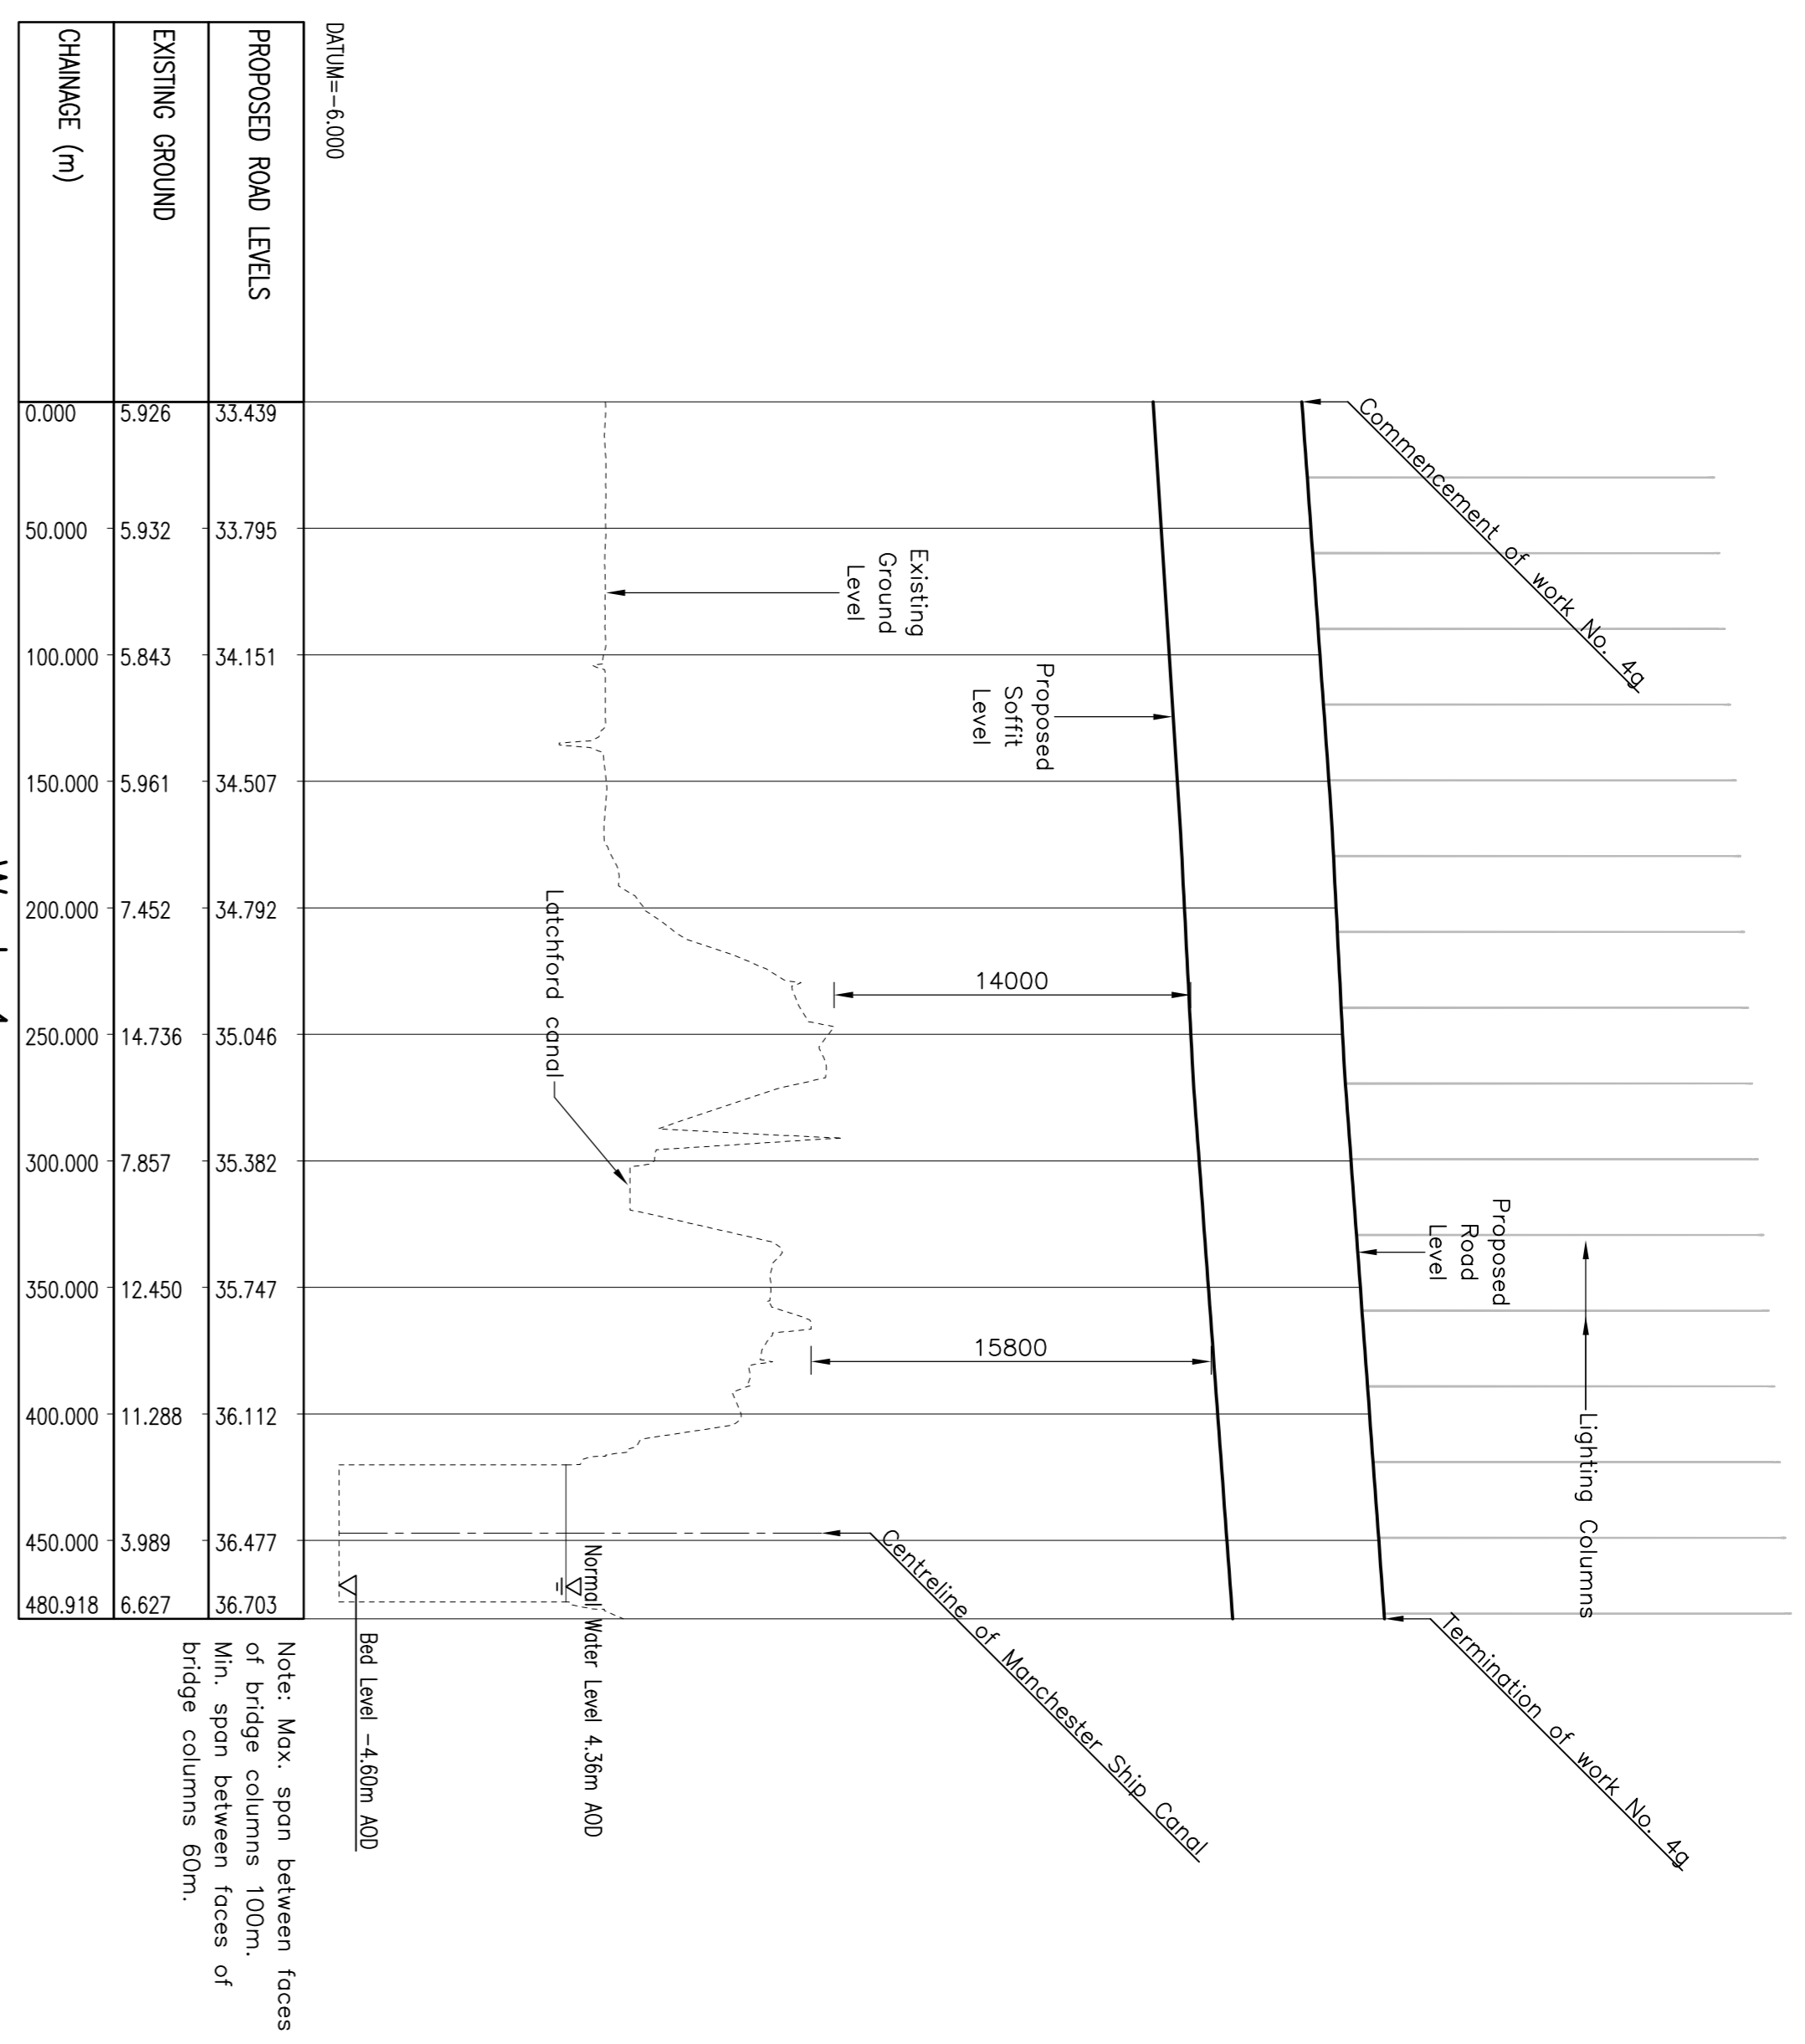 Commencement of work No. 4g
Termination of work No. 4g
Lighting Columns
Proposed
Road
Level
Proposed
Soffit
Level
Existing
Ground
Level
14000
15800
Latchford canal
Centreline of Manchester Ship Canal
Normal Water Level 4.36m AOD
Bed Level -4.60m AOD
DATUM=-6.000
PROPOSED ROAD LEVELS 33.439 33.795 34.151 34.507 34.792 35.046 35.382 35.747 36.112 36.477 36.703
EXISTING GROUND 5.926 5.932 5.843 5.961 7.452 14.736 7.857 12.450 11.288 3.989 6.627
CHAINAGE (m) 0.000 50.000 100.000 150.000 200.000 250.000 300.000 350.000 400.000 450.000 480.918
Note: Max. span between faces
of bridge columns 100m.
Min. span between faces of
bridge columns 60m.